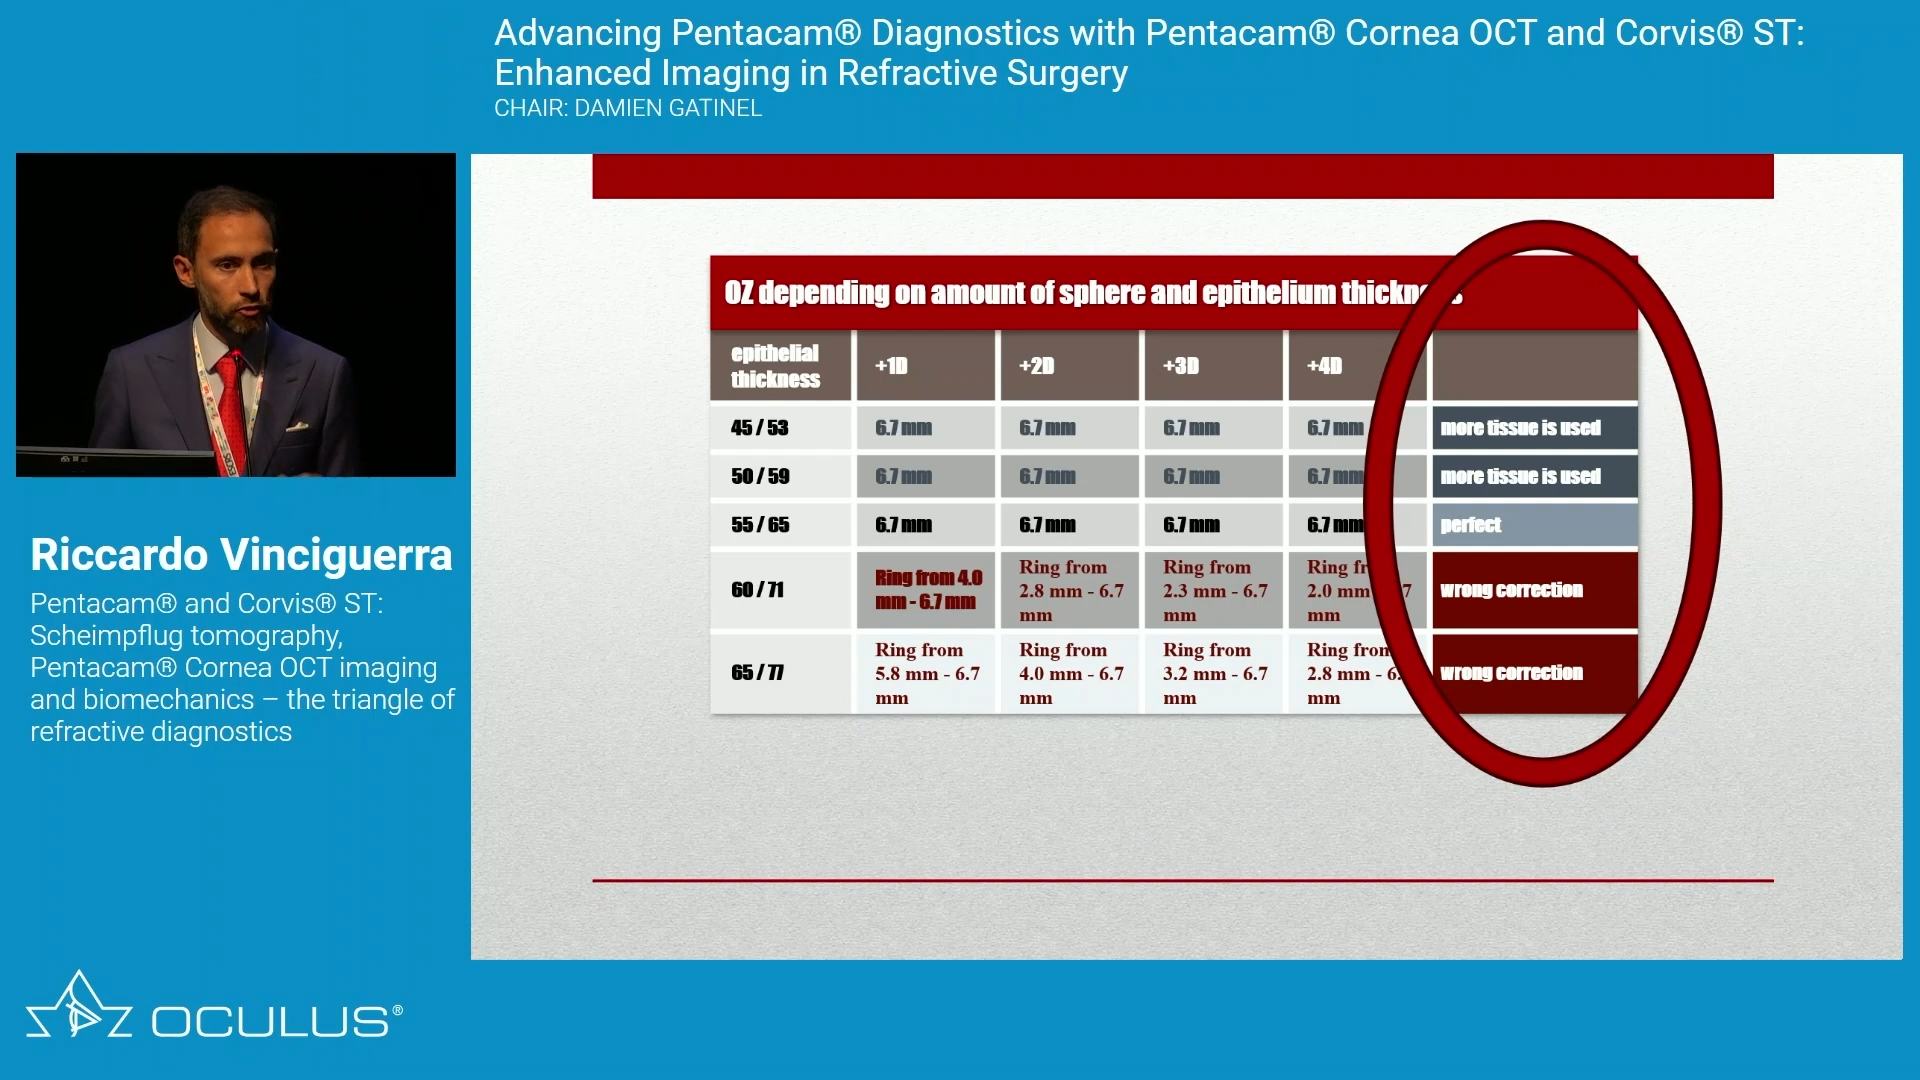 Advancing Pentacam® Diagnostics with Pentacam® Cornea OCT and Corvis® ST:
Enhanced Imaging in Refractive Surgery
CHAIR: DAMIEN GATINEL
OZ depending on amount of sphere and epithelium
epithelial thickness +1D +2D +3D +4D
45 / 53 6.7 mm 6.7 mm 6.7 mm 6.7 mm more tissue is used
50 / 59 6.7 mm 6.7 mm 6.7 mm 6.7 mm more tissue is used
55 / 65 6.7 mm 6.7 mm 6.7 mm 6.7 mm perfect
60 / 71 Ring from 4.0 mm - 6.7 mm Ring from 2.8 mm - 6.7 mm Ring from 2.3 mm - 6.7 mm Ring 2.0 mm mm wrong correction
65 / 77 Ring from 5.8 mm - 6.7 mm Ring from 4.0 mm - 6.7 mm Ring from 3.2 mm - 6.7 mm Ring from 2.8 mm - mm wrong correction
Riccardo Vinciguerra
Pentacam® and Corvis® ST:
Scheimpflug tomography,
Pentacam® Cornea OCT imaging
and biomechanics – the triangle of
refractive diagnostics
OCULUS®